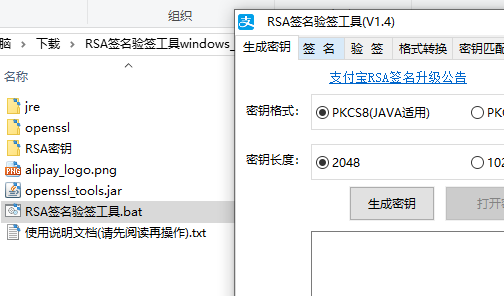 组织
脑 › 下载 › RSA签名验签工具windows_
名称
jre
openssl
RSA密钥
alipay_logo.png
openssl_tools.jar
RSA签名验签工具.bat
使用说明文档(请先阅读再操作).txt
RSA签名验签工具(V1.4)
生成密钥 签 名 验 签 格式转换 密钥匹配
支付宝RSA签名升级公告
密钥格式: PKCS8(JAVA适用) PK
密钥长度: 2048 102
生成密钥 打开